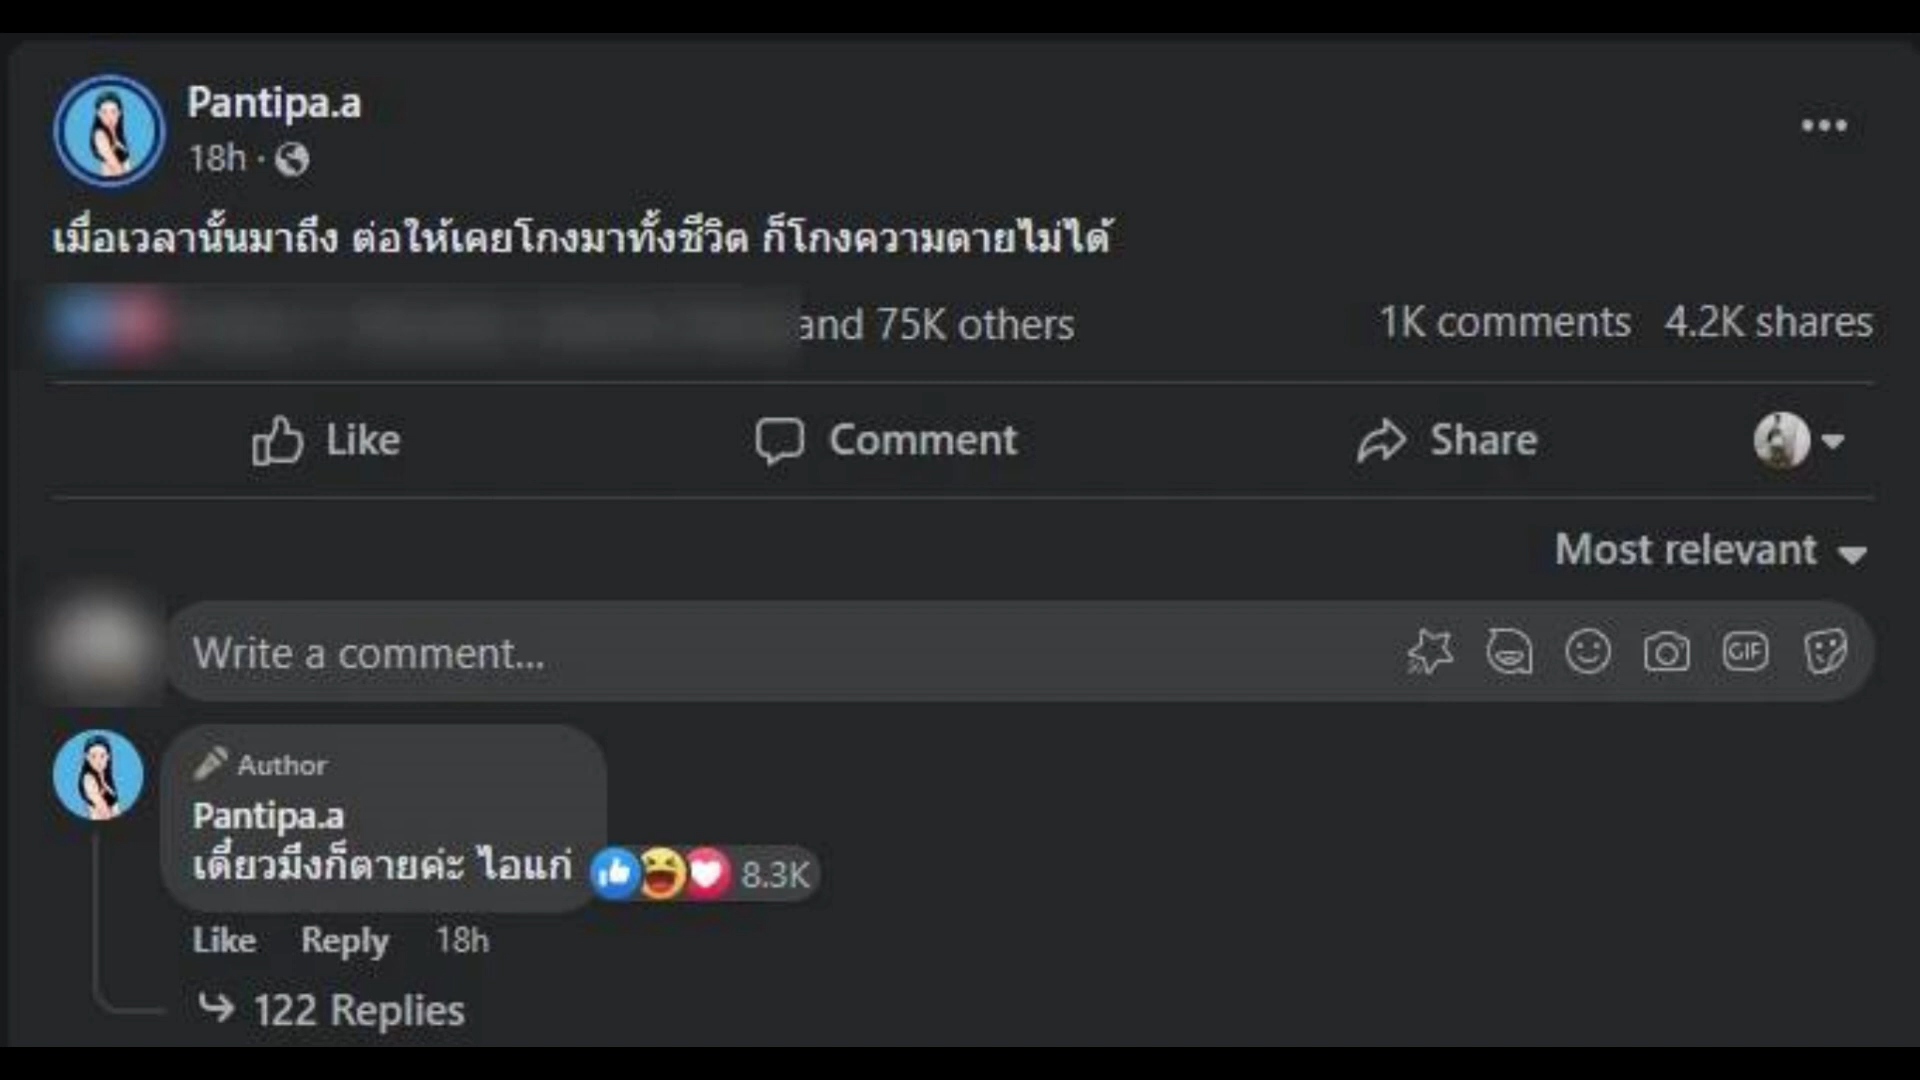 Pantipa.a
18h ·
เมื่อเวลานั้นมาถึง ต่อให้เคยโกงมาทั้งชีวิต ก็โกงความตายไม่ได้
and 75K others 1K comments 4.2K shares
Like Comment Share
Most relevant
Write a comment... GIF
Author
Pantipa.a
เดี๋ยวมึงก็ตายค่ะ ไอแก่ 8.3K
Like Reply 18h
122 Replies